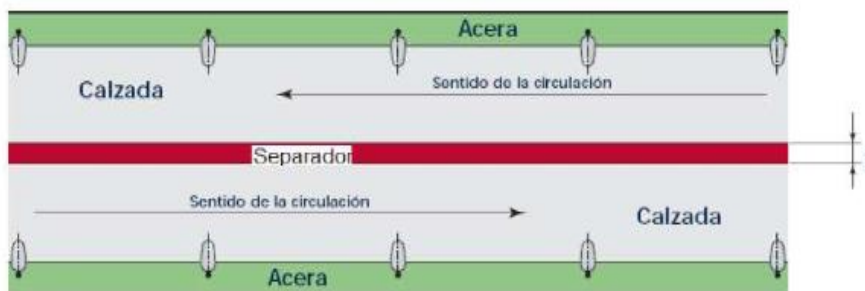 Acera
Calzada
Sentido de la circulación
Separador
Sentido de la circulación
Calzada
Acera